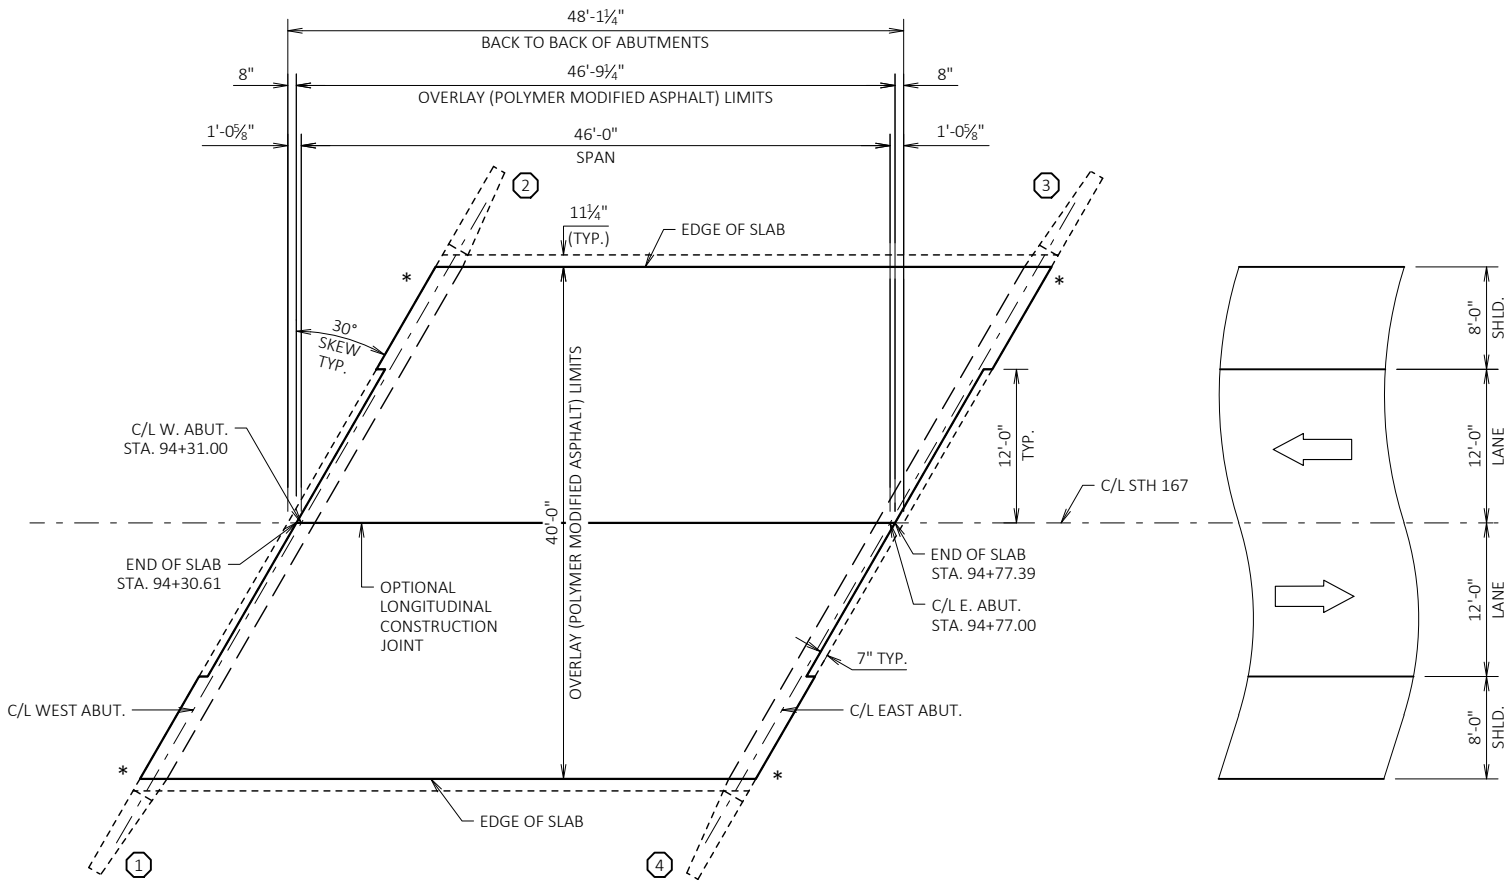 48'-1¼"
BACK TO BACK OF ABUTMENTS
8"
46'-9¼"
8"
OVERLAY (POLYMER MODIFIED ASPHALT) LIMITS
1'-0⅝"
46'-0"
1'-0⅝"
SPAN
2
3
11¼"
(TYP.)
EDGE OF SLAB
*
*
30°
SKEW
TYP.
8'-0"
SHLD.
C/L W. ABUT.
STA. 94+31.00
12'-0"
TYP.
12'-0"
LANE
C/L STH 167
40'-0"
OVERLAY (POLYMER MODIFIED ASPHALT) LIMITS
END OF SLAB
STA. 94+30.61
END OF SLAB
STA. 94+77.39
OPTIONAL
LONGITUDINAL
CONSTRUCTION
JOINT
C/L E. ABUT.
STA. 94+77.00
12'-0"
LANE
7" TYP.
C/L WEST ABUT.
C/L EAST ABUT.
8'-0"
SHLD.
*
*
EDGE OF SLAB
1
4